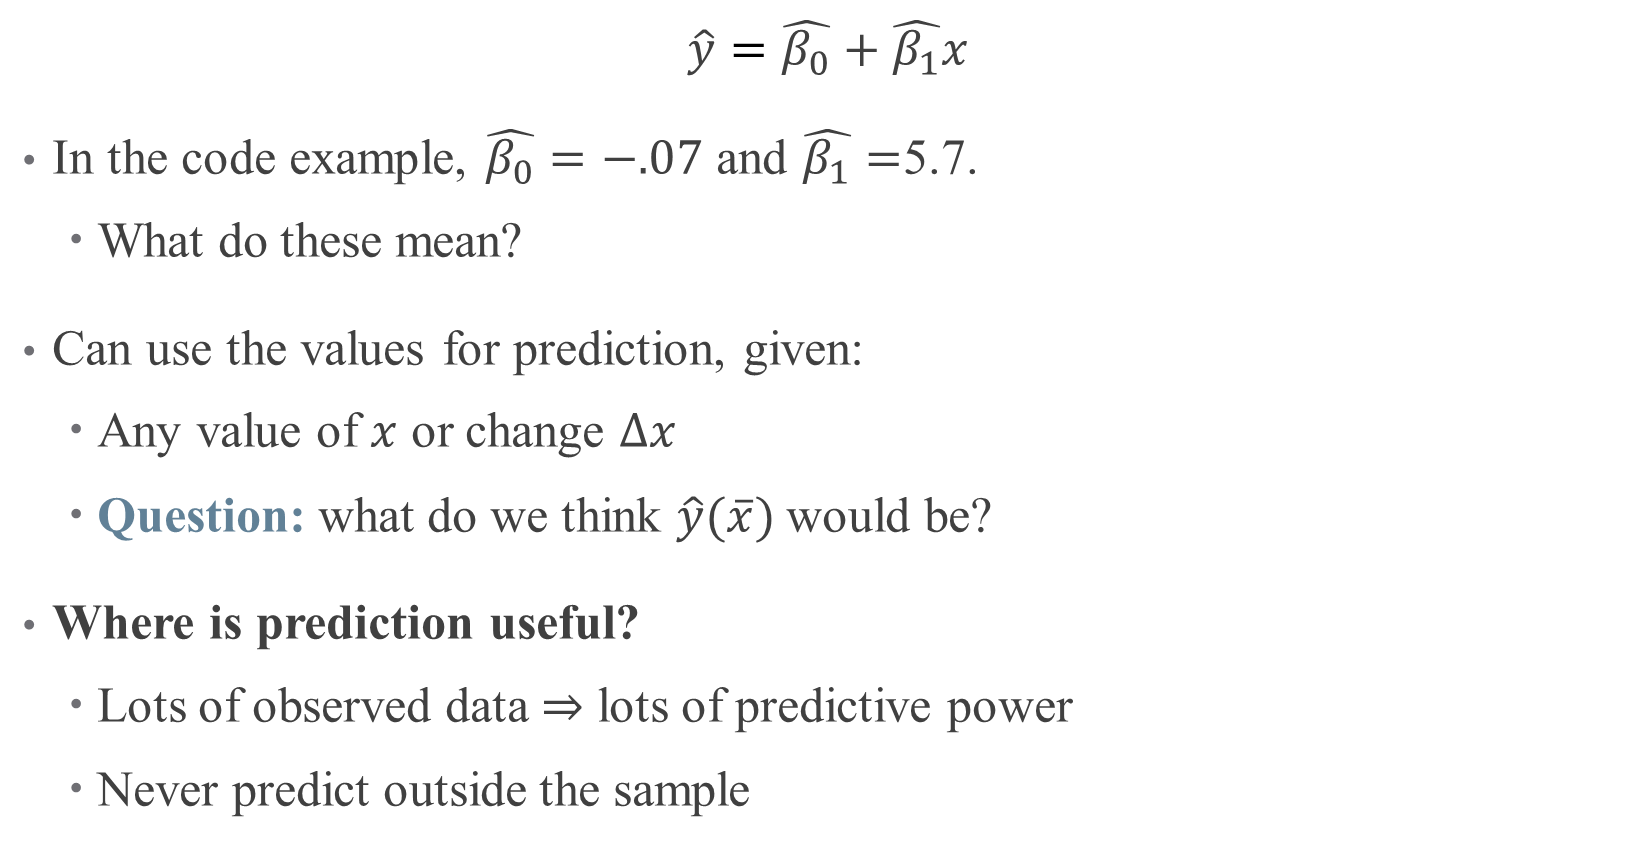 ŷ = β̂₀ + β̂₁x
• In the code example, β̂₀ = −.07 and β̂₁ =5.7.
• What do these mean?
• Can use the values for prediction, given:
• Any value of x or change Δx
• Question: what do we think ŷ(x̄) would be?
• Where is prediction useful?
• Lots of observed data ⇒ lots of predictive power
• Never predict outside the sample